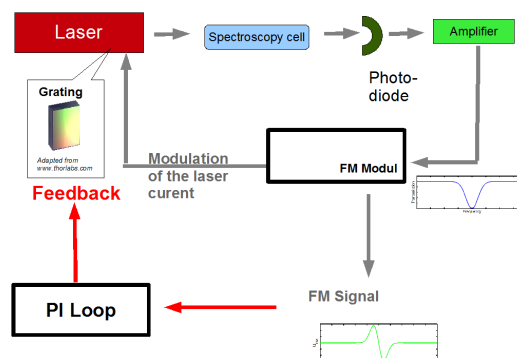 Laser
Spectroscopy cell
Amplifier
Photo-
diode
Grating
Adapted from
www.thorlabs.com
Feedback
Modulation
of the laser
curent
FM Modul
PI Loop
FM Signal